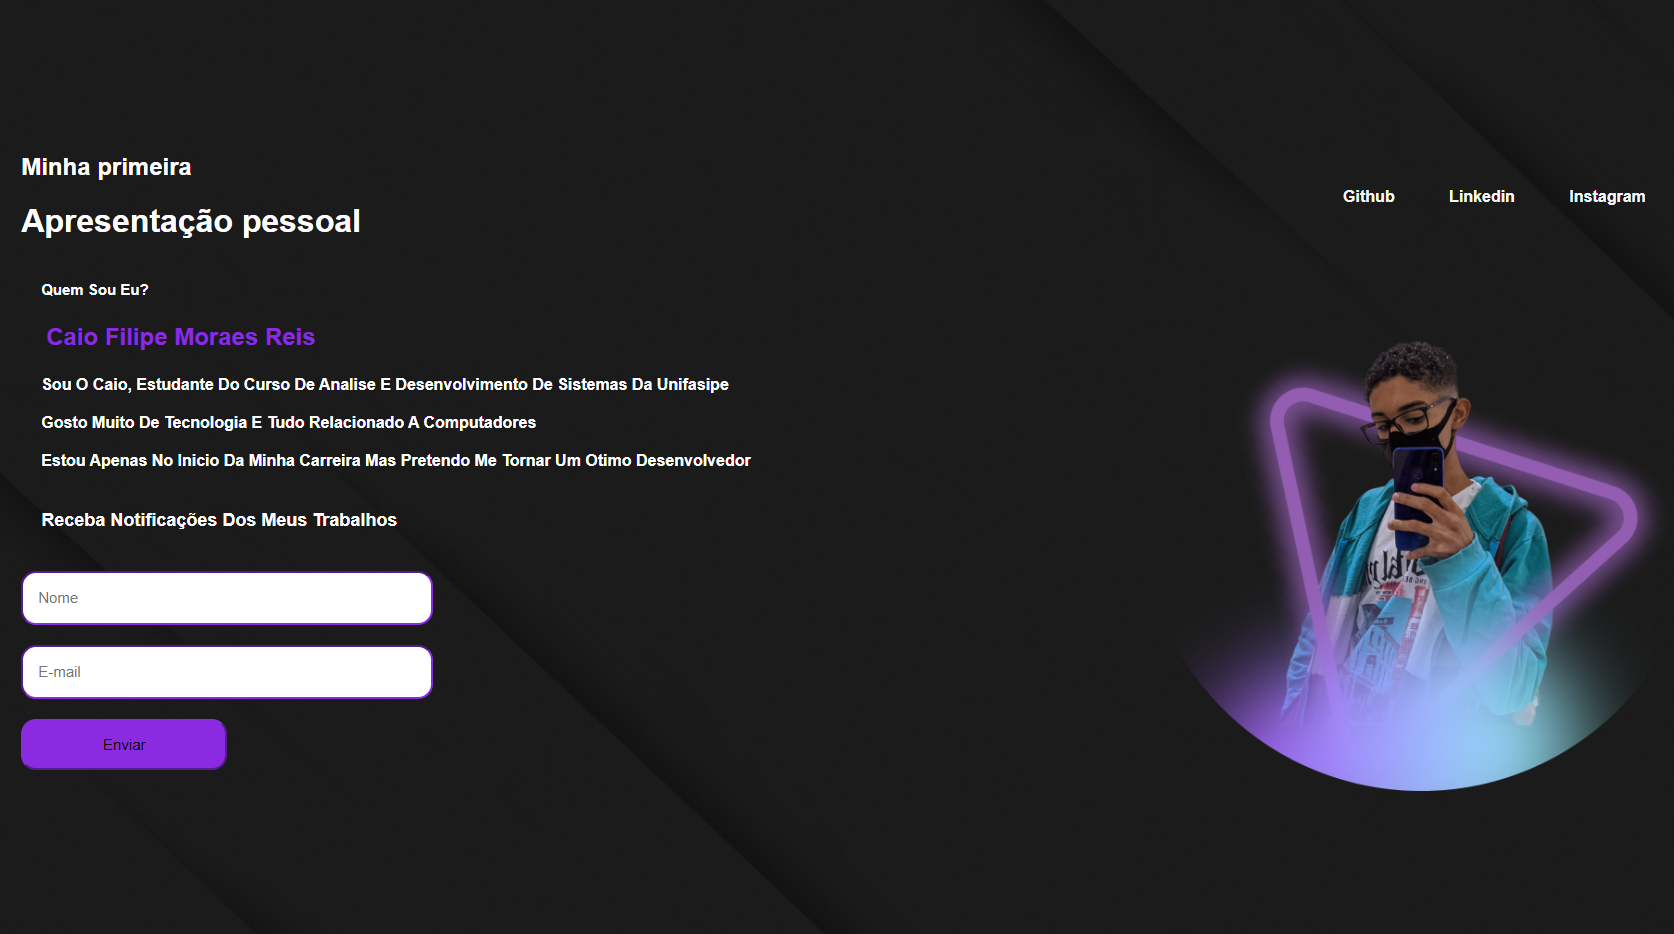 Minha primeira
Apresentação pessoal
Github Linkedin Instagram
Quem Sou Eu?
Caio Filipe Moraes Reis
Sou O Caio, Estudante Do Curso De Analise E Desenvolvimento De Sistemas Da Unifasipe
Gosto Muito De Tecnologia E Tudo Relacionado A Computadores
Estou Apenas No Inicio Da Minha Carreira Mas Pretendo Me Tornar Um Otimo Desenvolvedor
Receba Notificações Dos Meus Trabalhos
Nome
E-mail
Enviar